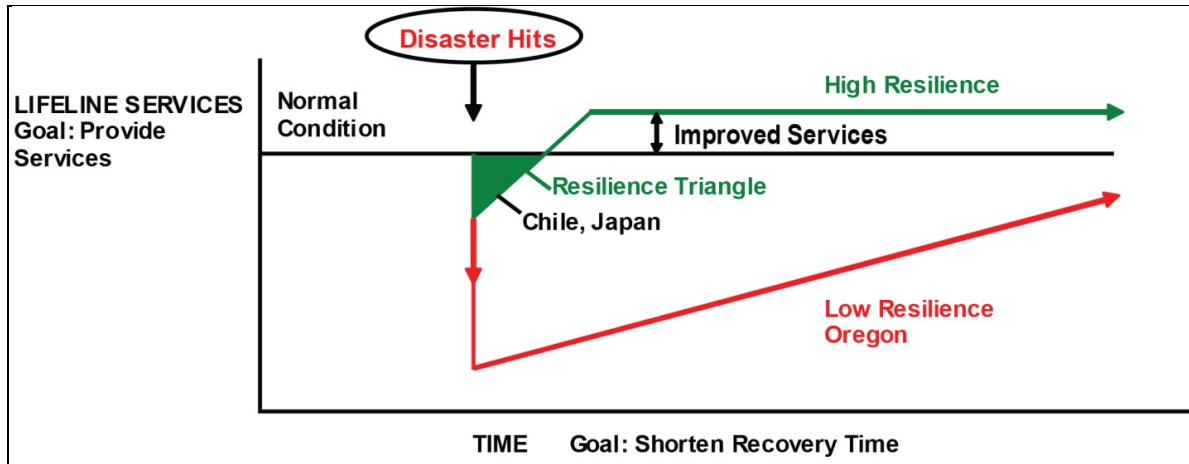 Disaster Hits
LIFELINE SERVICES
Goal: Provide
Services
Normal
Condition
High Resilience
Improved Services
Resilience Triangle
Chile, Japan
Low Resilience
Oregon
TIME Goal: Shorten Recovery Time